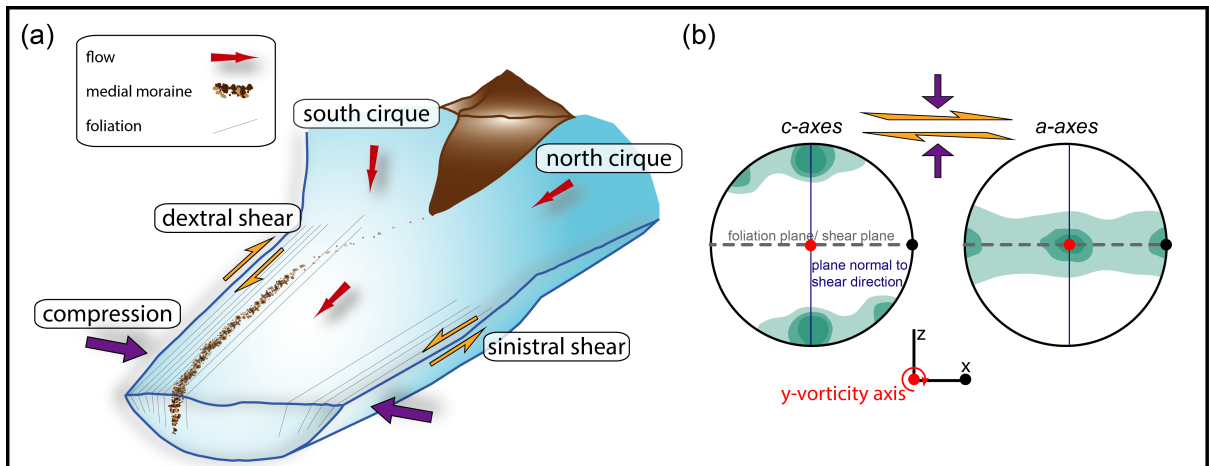 (a)
flow
medial moraine
foliation
south cirque
north cirque
dextral shear
compression
sinistral shear
(b)
c-axes
a-axes
foliation plane/ shear plane
plane normal to
shear direction
z
x
y-vorticity axis